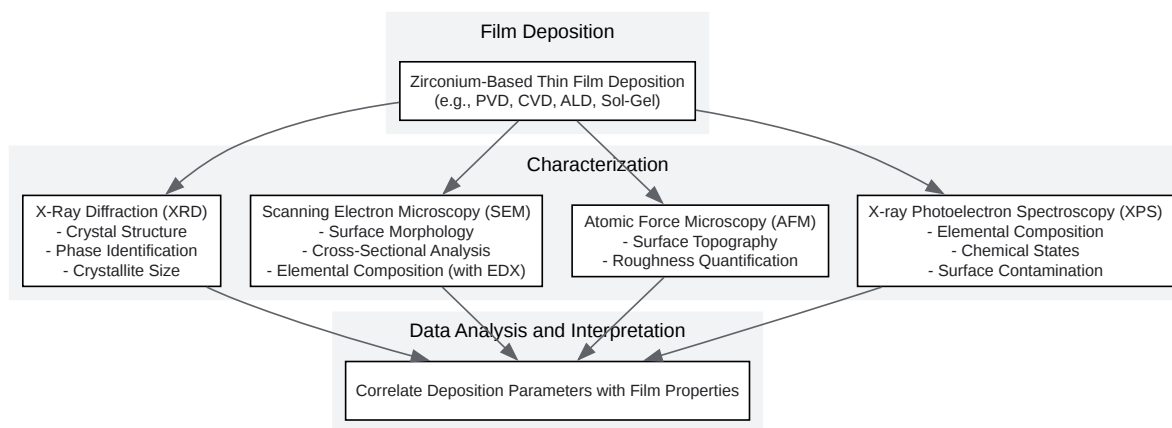 Film Deposition
Zirconium-Based Thin Film Deposition
(e.g., PVD, CVD, ALD, Sol-Gel)
Characterization
X-Ray Diffraction (XRD)
- Crystal Structure
- Phase Identification
- Crystallite Size
Scanning Electron Microscopy (SEM)
- Surface Morphology
- Cross-Sectional Analysis
- Elemental Composition (with EDX)
Atomic Force Microscopy (AFM)
- Surface Topography
- Roughness Quantification
X-ray Photoelectron Spectroscopy (XPS)
- Elemental Composition
- Chemical States
- Surface Contamination
Data Analysis and Interpretation
Correlate Deposition Parameters with Film Properties